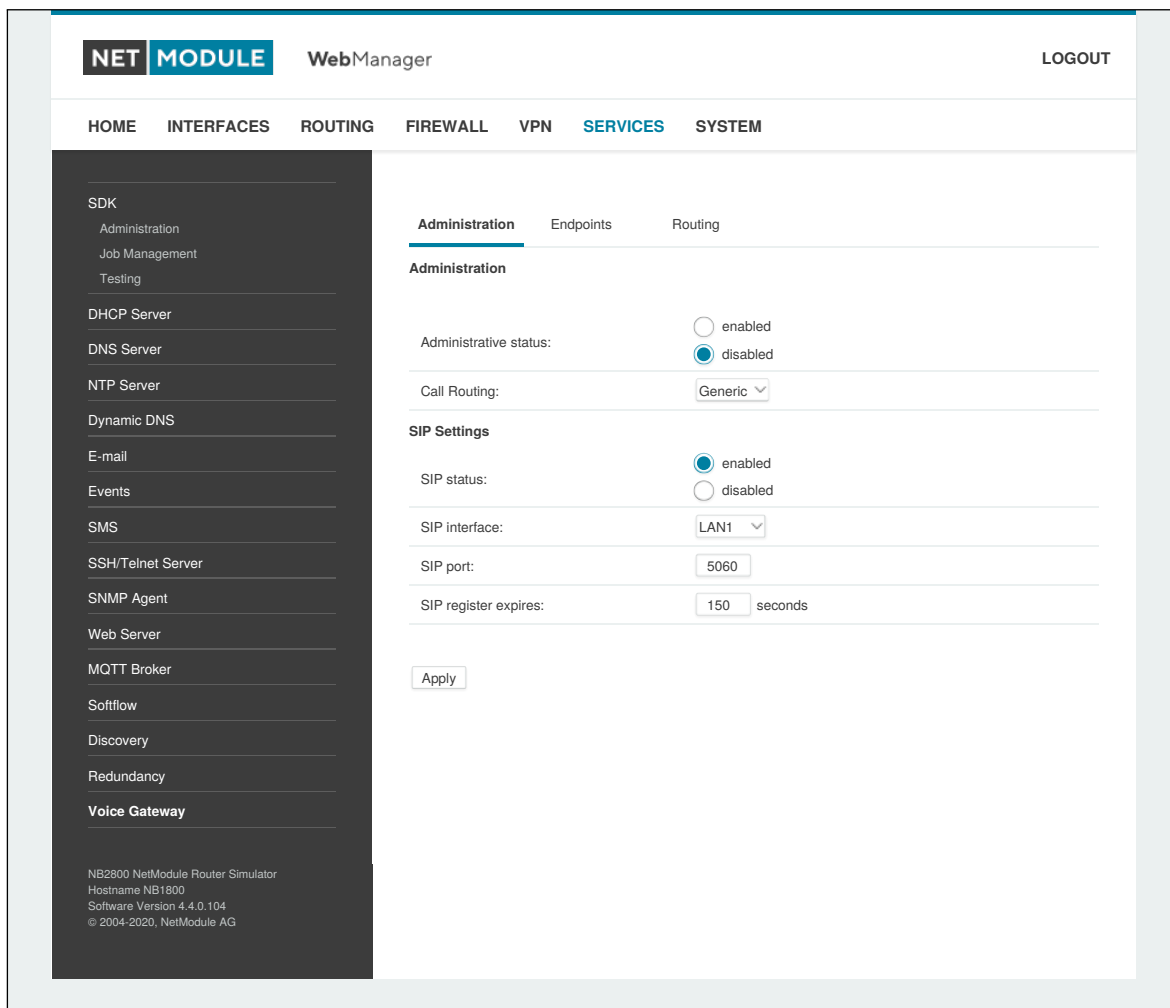 NET MODULE WebManager LOGOUT
HOME INTERFACES ROUTING FIREWALL VPN SERVICES SYSTEM
SDK
Administration
Job Management
Testing
DHCP Server
DNS Server
NTP Server
Dynamic DNS
E-mail
Events
SMS
SSH/Telnet Server
SNMP Agent
Web Server
MQTT Broker
Softflow
Discovery
Redundancy
Voice Gateway
NB2800 NetModule Router Simulator
Hostname NB1800
Software Version 4.4.0.104
© 2004-2020, NetModule AG
Administration Endpoints Routing
Administration
Administrative status:
enabled
disabled
Call Routing: Generic
SIP Settings
SIP status:
enabled
disabled
SIP interface: LAN1
SIP port: 5060
SIP register expires: 150 seconds
Apply